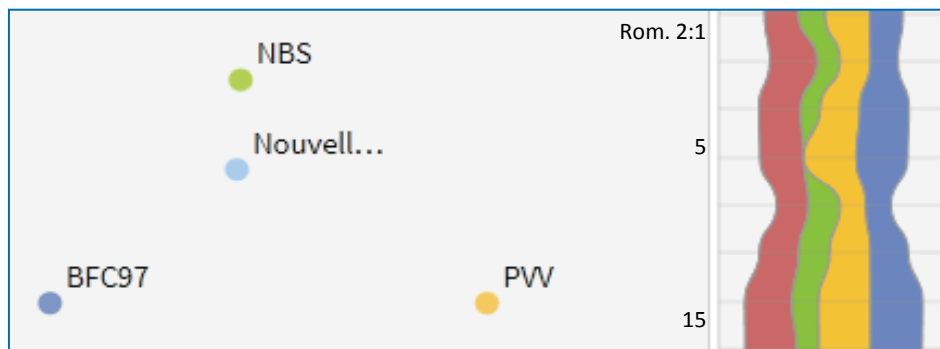 Rom. 2:1
NBS
Nouvell…
5
BFC97
PVV
15